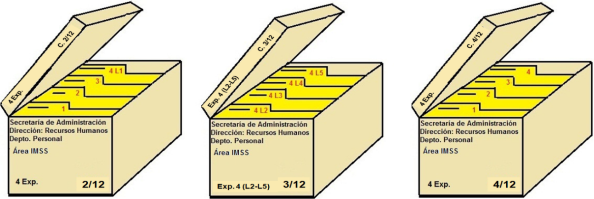 C. 2/12
4 Exp.
4 L1
3
2
1
Secretaría de Administración
Dirección: Recursos Humanos
Depto. Personal
Área IMSS
4 Exp.
2/12
C. 3/12
Exp. 4 (L2-L5)
4 L5
4 L4
4 L3
4 L2
Secretaría de Administración
Dirección: Recursos Humanos
Depto. Personal
Área IMSS
Exp. 4 (L2-L5)
3/12
C. 4/12
4 Exp.
4
3
2
1
Secretaría de Administración
Dirección: Recursos Humanos
Depto. Personal
Área IMSS
4 Exp.
4/12